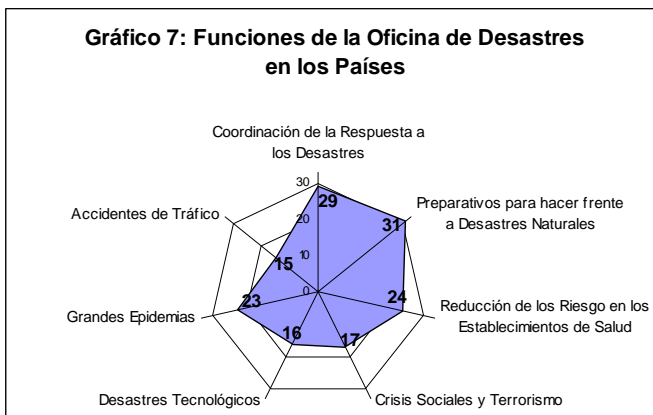 Gráfico 7: Funciones de la Oficina de Desastres
en los Países
Coordinación de la Respuesta a
los Desastres
30
29
Preparativos para hacer frente
a Desastres Naturales
Accidentes de Tráfico
20
31
10
15
0
23
24
Reducción de los Riesgo en los
Establecimientos de Salud
Grandes Epidemias
16
17
Desastres Tecnológicos
Crisis Sociales y Terrorismo